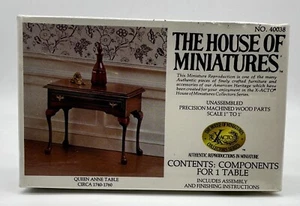 NO. 40038
THE HOUSE OF
MINIATURES™
This Miniature Reproduction is one of the many
Authentic Pieces of finely crafted furniture and
accessories of our American Heritage which have
been created for your enjoyment in the X-ACTO®
House of Miniatures Collectors Series.
UNASSEMBLED
PRECISION MACHINED WOOD PARTS
SCALE 1" TO 1'
X-acto
AUTHENTIC REPRODUCTIONS IN MINIATURE
CONTENTS: COMPONENTS
FOR 1 TABLE
INCLUDES ASSEMBLY
AND FINISHING INSTRUCTIONS
QUEEN ANNE TABLE
CIRCA 1740-1760